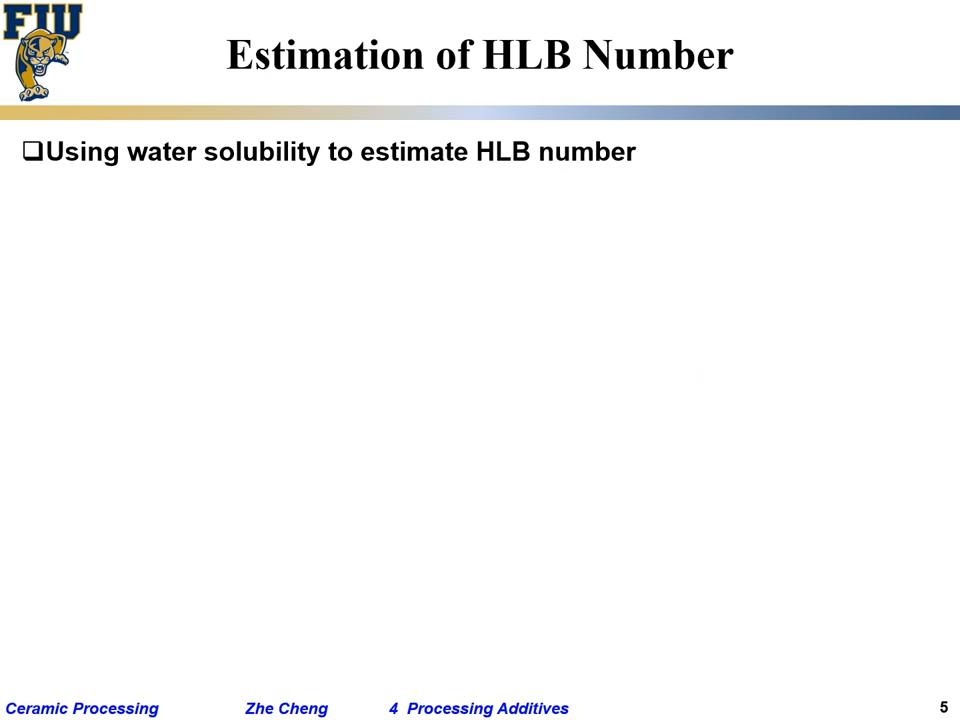 FIU
Estimation of HLB Number
❑Using water solubility to estimate HLB number
Ceramic Processing Zhe Cheng 4 Processing Additives 5